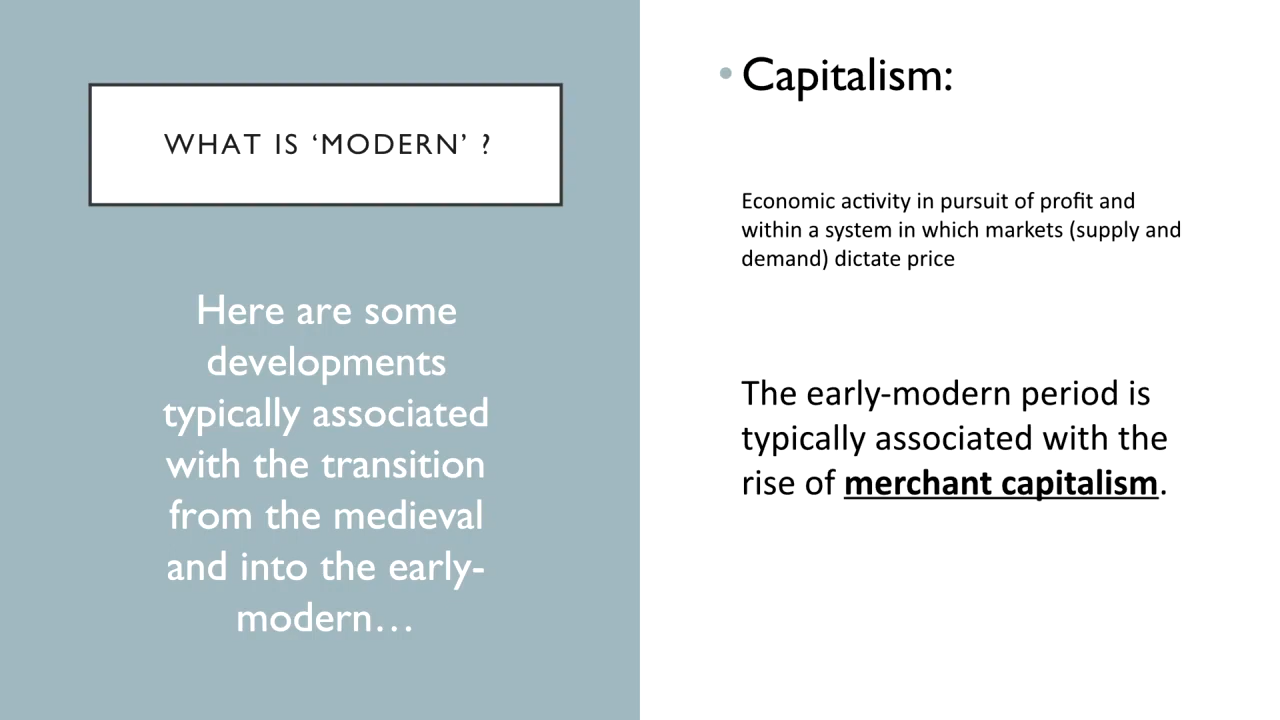 WHAT IS ‘MODERN’ ?
Here are some
developments
typically associated
with the transition
from the medieval
and into the early-
modern…
• Capitalism:
Economic activity in pursuit of profit and
within a system in which markets (supply and
demand) dictate price
The early-modern period is
typically associated with the
rise of merchant capitalism.